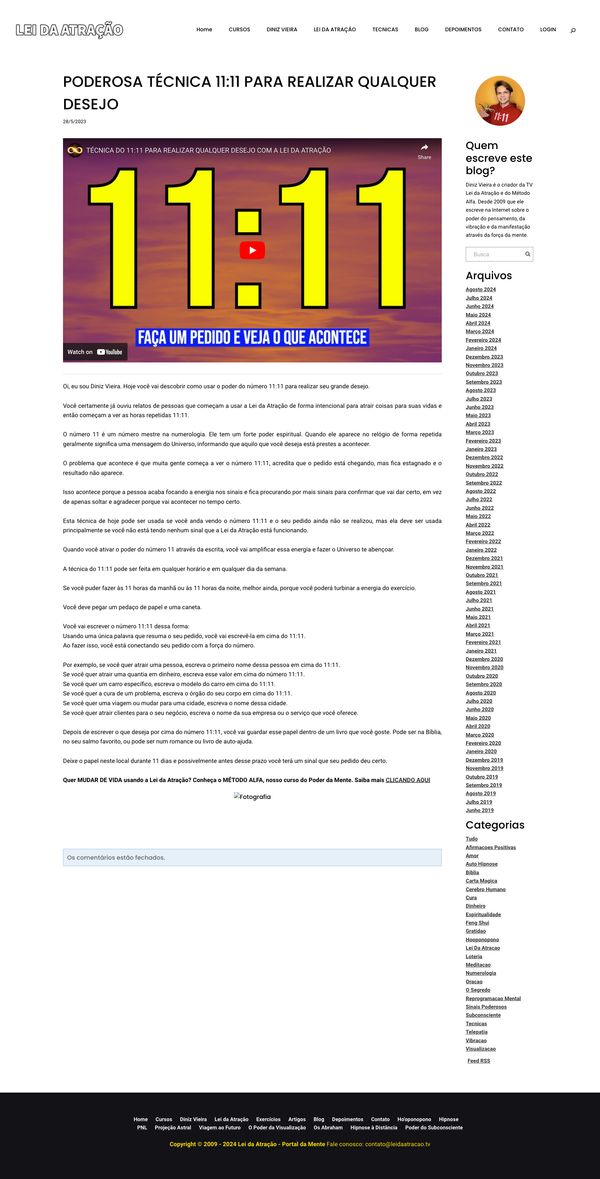 LEI DA ATRAÇÃO
Home CURSOS DINIZ VIEIRA LEI DA ATRAÇÃO TECNICAS BLOG DEPOIMENTOS CONTATO LOGIN
PODEROSA TÉCNICA 11:11 PARA REALIZAR QUALQUER
DESEJO
28/5/2023
TÉCNICA DO 11:11 PARA REALIZAR QUALQUER DESEJO COM A LEI DA ATRAÇÃO
Share
11:11
FAÇA UM PEDIDO E VEJA O QUE ACONTECE
Watch on YouTube
Oi, eu sou Diniz Vieira. Hoje você vai descobrir como usar o poder do número 11:11 para realizar seu grande desejo.
Você certamente já ouviu relatos de pessoas que começam a usar a Lei da Atração de forma intencional para atrair coisas para suas vidas e
então começam a ver as horas repetidas 11:11.
O número 11 é um número mestre na numerologia. Ele tem um forte poder espiritual. Quando ele aparece no relógio de forma repetida
geralmente significa uma mensagem do Universo, informando que aquilo que você deseja está prestes a acontecer.
O problema que acontece é que muita gente começa a ver o número 11:11, acredita que o pedido está chegando, mas fica estagnado e o
resultado não aparece.
Isso acontece porque a pessoa acaba focando a energia nos sinais e fica procurando por mais sinais para confirmar que vai dar certo, em vez
de apenas soltar e agradecer porque vai acontecer no tempo certo.
Esta técnica de hoje pode ser usada se você anda vendo o número 11:11 e o seu pedido ainda não se realizou, mas ela deve ser usada
principalmente se você não está tendo nenhum sinal que a Lei da Atração está funcionando.
Quando você ativar o poder do número 11 através da escrita, você vai amplificar essa energia e fazer o Universo te abençoar.
A técnica do 11:11 pode ser feita em qualquer horário e em qualquer dia da semana.
Se você puder fazer às 11 horas da manhã ou às 11 horas da noite, melhor ainda, porque você poderá turbinar a energia do exercício.
Você deve pegar um pedaço de papel e uma caneta.
Você vai escrever o número 11:11 dessa forma:
Usando uma única palavra que resuma o seu pedido, você vai escrevê-la em cima do 11:11.
Ao fazer isso, você está conectando seu pedido com a força do número.
Por exemplo, se você quer atrair uma pessoa, escreva o primeiro nome dessa pessoa em cima do 11:11.
Se você quer atrair uma quantia em dinheiro, escreva esse valor em cima do número 11:11.
Se você quer um carro específico, escreva o modelo do carro em cima do 11:11.
Se você quer a cura de um problema, escreva o órgão do seu corpo em cima do 11:11.
Se você quer uma viagem ou mudar para uma cidade, escreva o nome dessa cidade.
Se você quer atrair clientes para o seu negócio, escreva o nome da sua empresa ou o serviço que você oferece.
Depois de escrever o que deseja por cima do número 11:11, você vai guardar esse papel dentro de um livro que você goste. Pode ser na Bíblia,
no seu salmo favorito, ou pode ser num romance ou livro de auto-ajuda.
Deixe o papel neste local durante 11 dias e possivelmente antes desse prazo você terá um sinal que seu pedido deu certo.
Quer MUDAR DE VIDA usando a Lei da Atração? Conheça o MÉTODO ALFA, nosso curso do Poder da Mente. Saiba mais CLICANDO AQUI
Fotografia
Os comentários estão fechados.
11:11
Quem
escreve este
blog?
Diniz Vieira é o criador da TV
Lei da Atração e do Método
Alfa. Desde 2009 que ele
escreve na Internet sobre o
poder do pensamento, da
vibração e da manifestação
através da força da mente.
Busca
Arquivos
Agosto 2024
Julho 2024
Junho 2024
Maio 2024
Abril 2024
Março 2024
Fevereiro 2024
Janeiro 2024
Dezembro 2023
Novembro 2023
Outubro 2023
Setembro 2023
Agosto 2023
Julho 2023
Junho 2023
Maio 2023
Abril 2023
Março 2023
Fevereiro 2023
Janeiro 2023
Dezembro 2022
Novembro 2022
Outubro 2022
Setembro 2022
Agosto 2022
Julho 2022
Junho 2022
Maio 2022
Abril 2022
Março 2022
Fevereiro 2022
Janeiro 2022
Dezembro 2021
Novembro 2021
Outubro 2021
Setembro 2021
Agosto 2021
Julho 2021
Junho 2021
Maio 2021
Abril 2021
Março 2021
Fevereiro 2021
Janeiro 2021
Dezembro 2020
Novembro 2020
Outubro 2020
Setembro 2020
Agosto 2020
Julho 2020
Junho 2020
Maio 2020
Abril 2020
Março 2020
Fevereiro 2020
Janeiro 2020
Dezembro 2019
Novembro 2019
Outubro 2019
Setembro 2019
Agosto 2019
Julho 2019
Junho 2019
Categorias
Tudo
Afirmacoes Positivas
Amor
Auto Hipnose
Bíblia
Carta Magica
Cerebro Humano
Cura
Dinheiro
Espiritualidade
Feng Shui
Gratidao
Hooponopono
Lei Da Atracao
Loteria
Meditacao
Numerologia
Oracao
O Segredo
Reprogramacao Mental
Sinais Poderosos
Subconsciente
Tecnicas
Telepatia
Vibracao
Visualizacao
Feed RSS
Home Cursos Diniz Vieira Lei da Atração Exercícios Artigos Blog Depoimentos Contato Ho'oponopono Hipnose
PNL Projeção Astral Viagem ao Futuro O Poder da Visualização Os Abraham Hipnose à Distância Poder do Subconsciente
Copyright © 2009 - 2024 Lei da Atração - Portal da Mente Fale conosco: contato@leidaatracao.tv